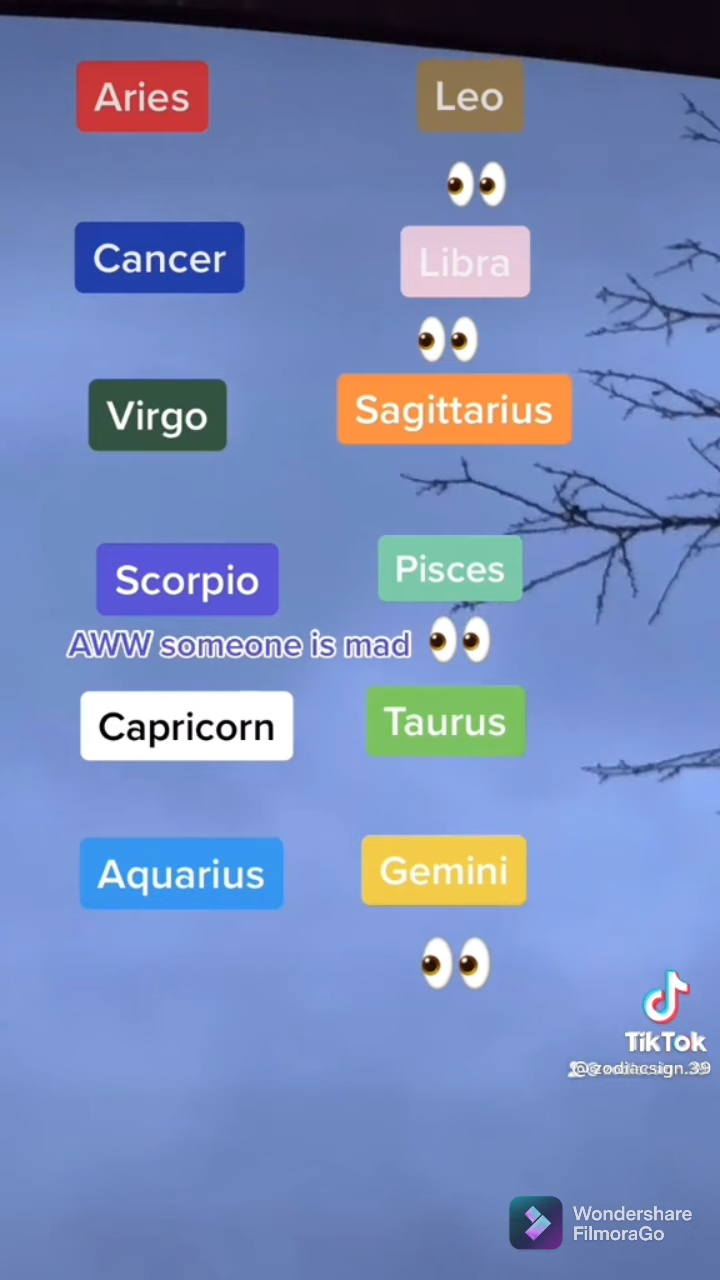 Aries
Leo
Cancer
Libra
Virgo
Sagittarius
Scorpio
Pisces
AWW someone is mad
Capricorn
Taurus
Aquarius
Gemini
TikTok
@zodiacsign.39
Wondershare
FilmoraGo